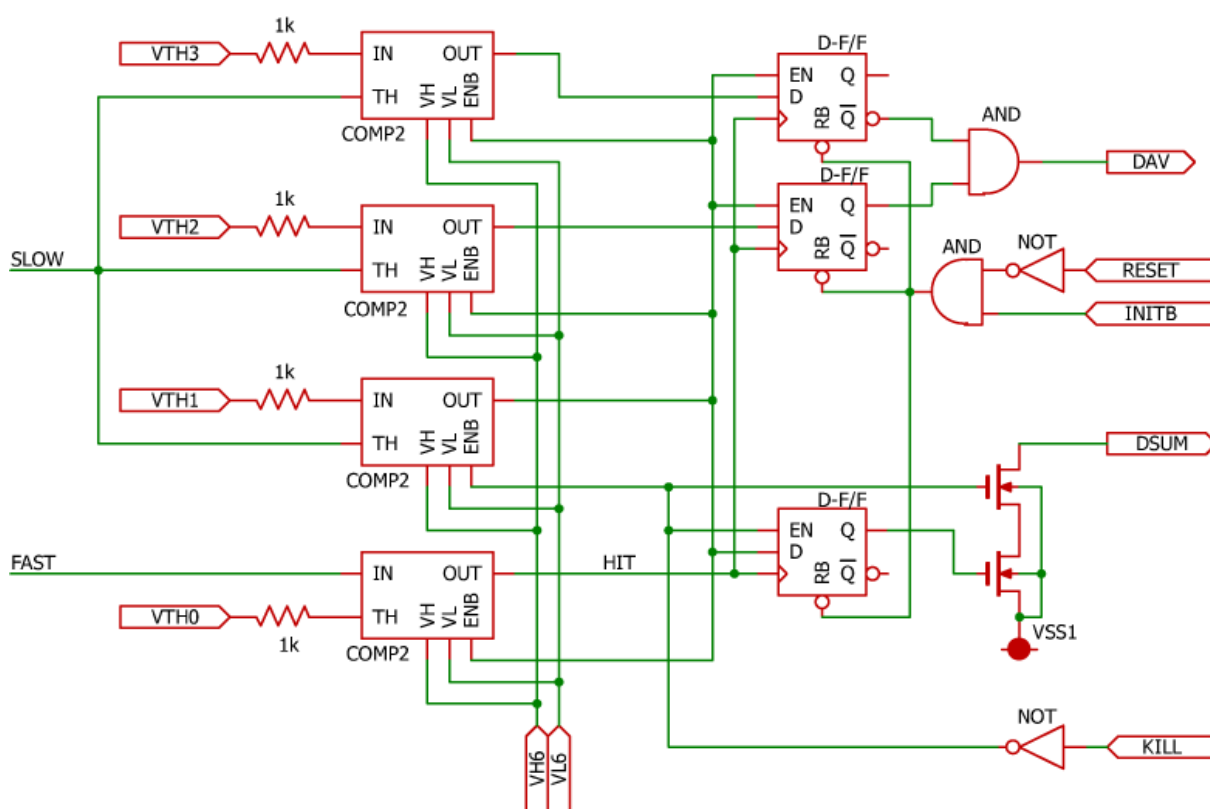 1k
VTH3
IN OUT
TH
VH VL ENB
COMP2
D-F/F
EN Q
D
RB Q
AND
DAV
1k
VTH2
IN OUT
TH
VH VL ENB
COMP2
D-F/F
EN Q
D
RB Q
SLOW
AND
NOT
RESET
INITB
1k
VTH1
IN OUT
TH
VH VL ENB
COMP2
DSUM
D-F/F
EN Q
D
RB Q
FAST
IN OUT
TH
VH VL ENB
HIT
VTH0
1k
COMP2
VSS1
NOT
KILL
VH6
VL6